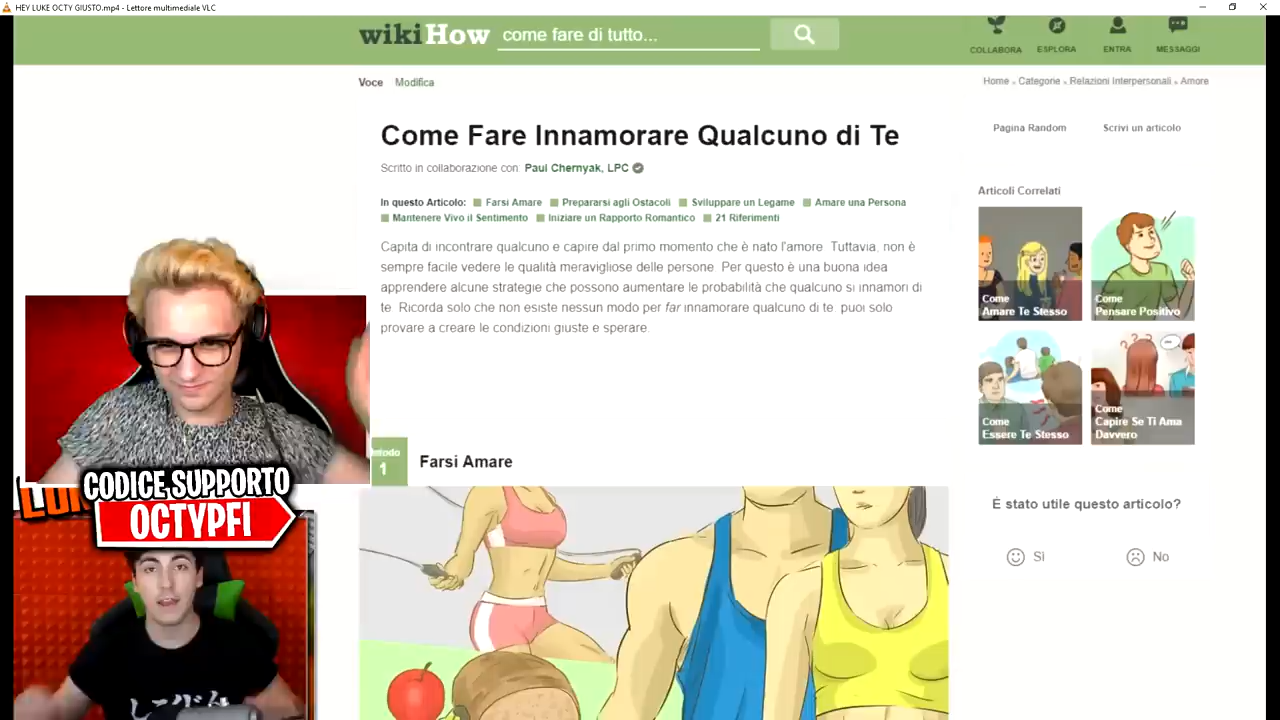 HEY LUKE OCTY GIUSTO.mp4 - Lettore multimediale VLC
wikiHow
come fare di tutto...
COLLABORA
ESPLORA
ENTRA
MESSAGGI
Voce
Modifica
Home » Categorie » Relazioni Interpersonali » Amore
Come Fare Innamorare Qualcuno di Te
Scritto in collaborazione con Paul Chernyak, LPC
In questo Articolo: Farsi Amare Prepararsi agli Ostacoli Sviluppare un Legame Amare una Persona
Mantenere Vivo il Sentimento Iniziare un Rapporto Romantico 21 Riferimenti
Capita di incontrare qualcuno e capire dal primo momento che è nato l'amore. Tuttavia, non è
sempre facile vedere le qualità meravigliose delle persone. Per questo è una buona idea
apprendere alcune strategie che possono aumentare le probabilità che qualcuno si innamori di
te. Ricorda solo che non esiste nessun modo per far innamorare qualcuno di te: puoi solo
provare a creare le condizioni giuste e sperare.
1
Farsi Amare
Pagina Random
Scrivi un articolo
Articoli Correlati
Come
Amare Te Stesso
Come
Pensare Positivo
Come
Essere Te Stesso
Come
Capire Se Ti Ama
Davvero
È stato utile questo articolo?
Sì
No
CODICE SUPPORTO
OCTYPFI